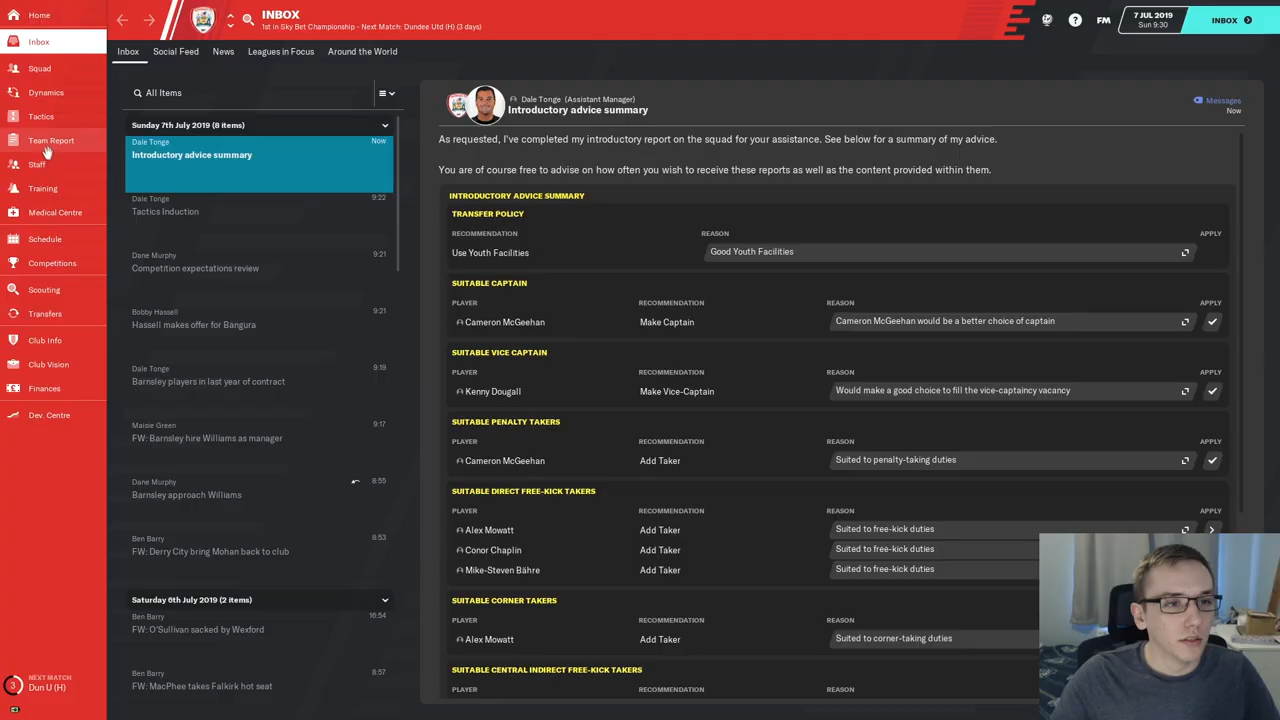 Home
Inbox
Squad
Dynamics
Tactics
Team Report
Staff
Training
Medical Centre
Schedule
Competitions
Scouting
Transfers
Club Info
Club Vision
Finances
Dev. Centre
3
NEXT MATCH
Dun U (H)
INBOX
1st in Sky Bet Championship - Next Match: Dundee Utd (H) (3 days)
?
FM
7 JUL 2019
Sun 9:30
INBOX
Inbox Social Feed News Leagues in Focus Around the World
All Items
Sunday 7th July 2019 (8 items)
Dale Tonge Now
Introductory advice summary
Dale Tonge 9:22
Tactics Induction
Dane Murphy 9:21
Competition expectations review
Bobby Hassell 9:21
Hassell makes offer for Bangura
Dale Tonge 9:19
Barnsley players in last year of contract
Maisie Green 9:17
FW: Barnsley hire Williams as manager
Dane Murphy 8:55
Barnsley approach Williams
Ben Barry 8:53
FW: Derry City bring Mohan back to club
Saturday 6th July 2019 (2 items)
Ben Barry 16:54
FW: O'Sullivan sacked by Wexford
Ben Barry 8:57
FW: MacPhee takes Falkirk hot seat
Dale Tonge (Assistant Manager)
Introductory advice summary
Messages
Now
As requested, I've completed my introductory report on the squad for your assistance. See below for a summary of my advice.
You are of course free to advise on how often you wish to receive these reports as well as the content provided within them.
INTRODUCTORY ADVICE SUMMARY
TRANSFER POLICY
RECOMMENDATION REASON APPLY
Use Youth Facilities Good Youth Facilities
SUITABLE CAPTAIN
PLAYER RECOMMENDATION REASON APPLY
Cameron McGeehan Make Captain Cameron McGeehan would be a better choice of captain
SUITABLE VICE CAPTAIN
PLAYER RECOMMENDATION REASON APPLY
Kenny Dougall Make Vice-Captain Would make a good choice to fill the vice-captaincy vacancy
SUITABLE PENALTY TAKERS
PLAYER RECOMMENDATION REASON APPLY
Cameron McGeehan Add Taker Suited to penalty-taking duties
SUITABLE DIRECT FREE-KICK TAKERS
PLAYER RECOMMENDATION REASON APPLY
Alex Mowatt Add Taker Suited to free-kick duties
Conor Chaplin Add Taker Suited to free-kick duties
Mike-Steven Bähre Add Taker Suited to free-kick duties
SUITABLE CORNER TAKERS
PLAYER RECOMMENDATION REASON
Alex Mowatt Add Taker Suited to corner-taking duties
SUITABLE CENTRAL INDIRECT FREE-KICK TAKERS
PLAYER RECOMMENDATION REASON